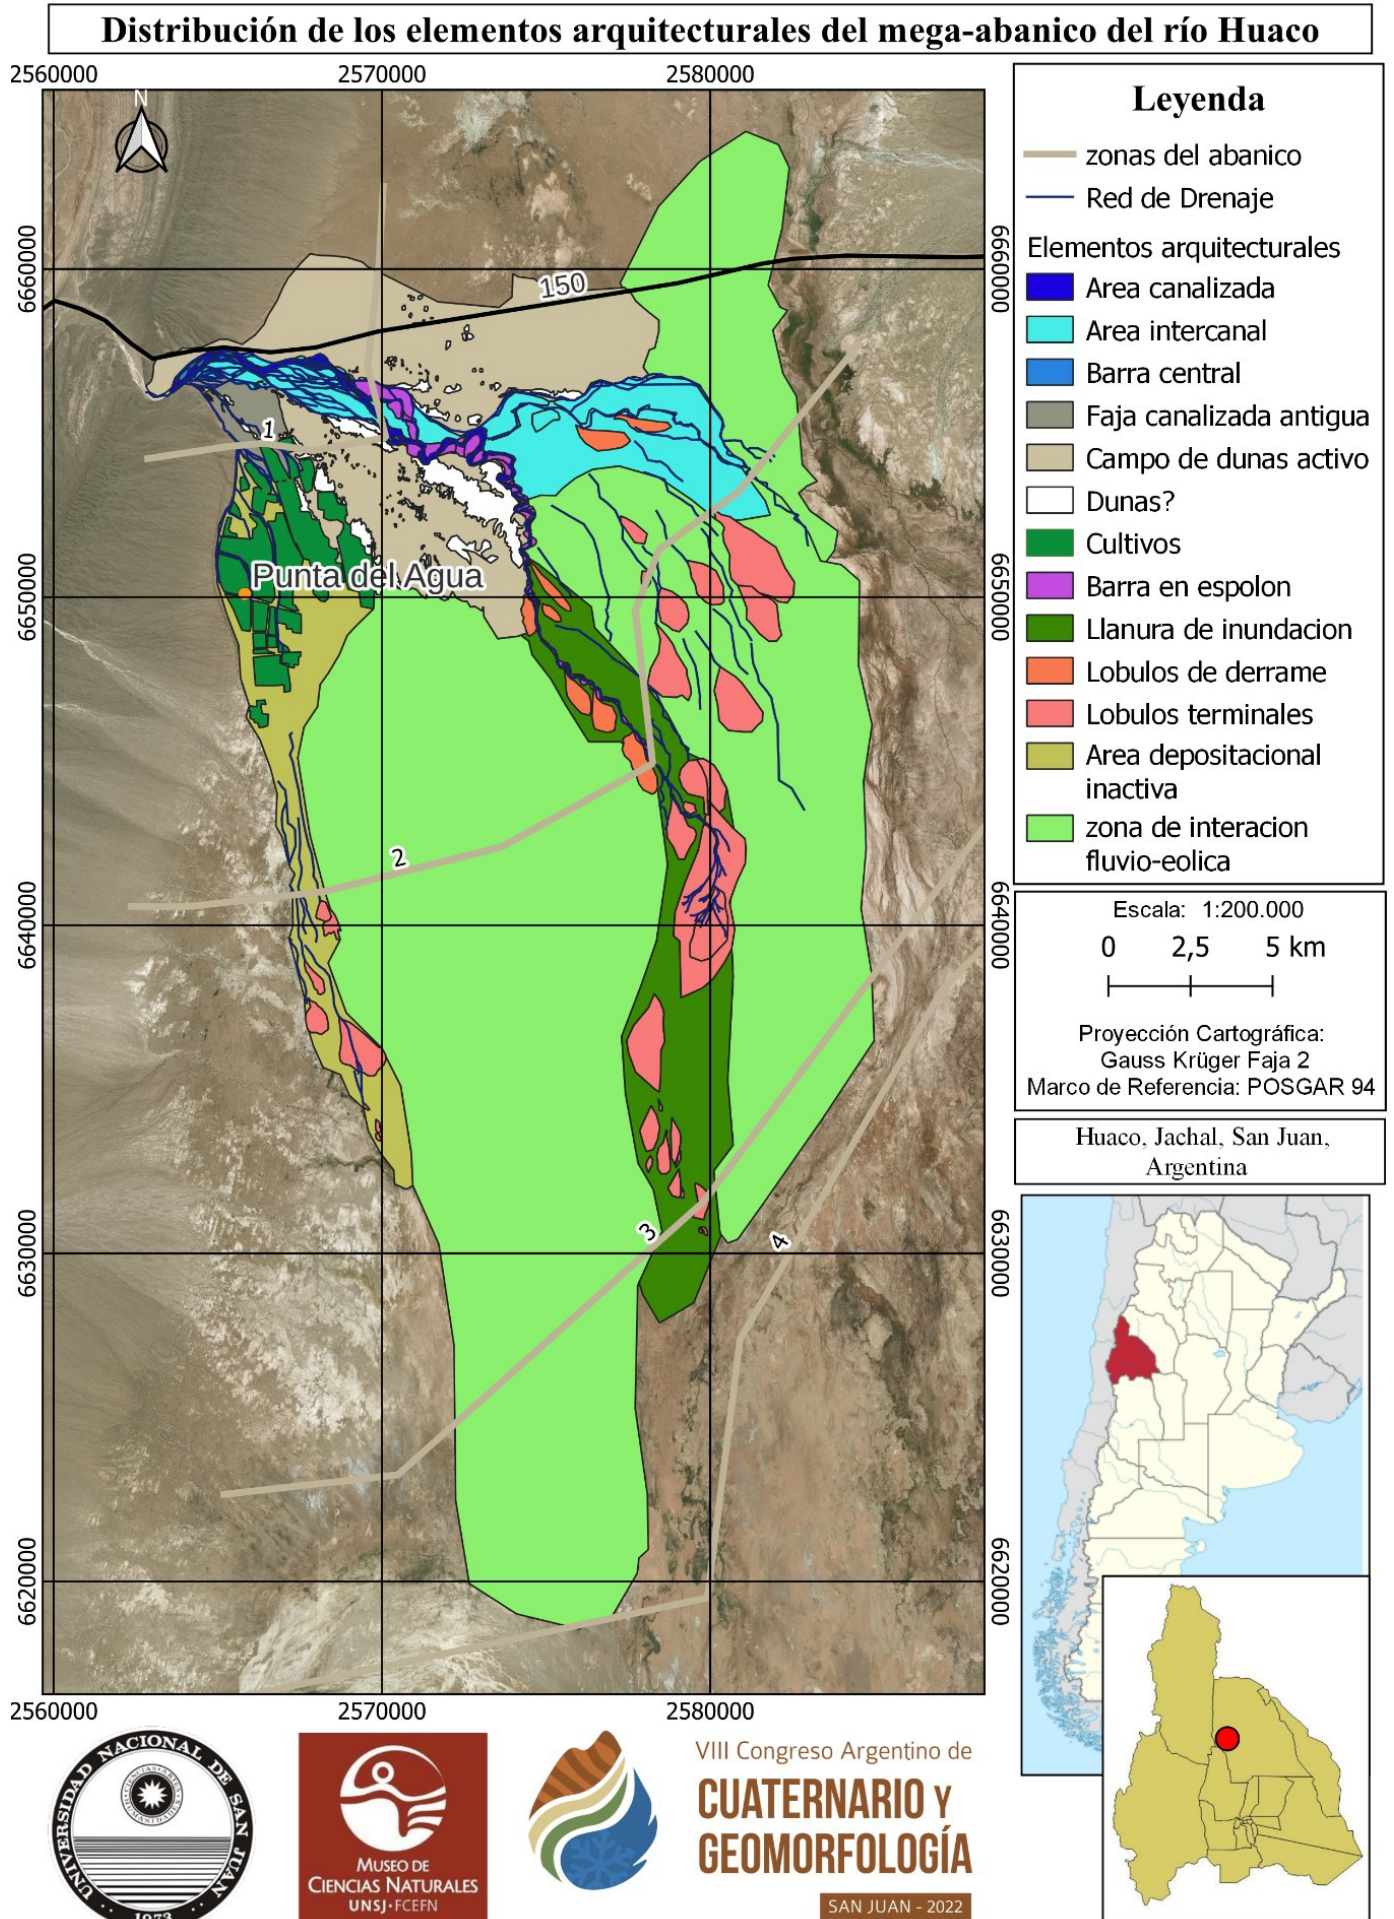 Distribución de los elementos arquitecturales del mega-abanico del río Huaco
2560000 2570000 2580000
N
6660000
6650000
6640000
6630000
6620000
150
1
Punta del Agua
2
3
4
6660000
6650000
6640000
6630000
6620000
2560000 2570000 2580000
Leyenda
zonas del abanico
Red de Drenaje
Elementos arquitecturales
Area canalizada
Area intercanal
Barra central
Faja canalizada antigua
Campo de dunas activo
Dunas?
Cultivos
Barra en espolon
Llanura de inundacion
Lobulos de derrame
Lobulos terminales
Area depositacional
inactiva
zona de interacion
fluvio-eolica
Escala: 1:200.000
0 2,5 5 km
Proyección Cartográfica:
Gauss Krüger Faja 2
Marco de Referencia: POSGAR 94
Huaco, Jachal, San Juan,
Argentina
UNIVERSIDAD NACIONAL DE SAN JUAN
1973
MUSEO DE
CIENCIAS NATURALES
UNSJ·FCEFN
VIII Congreso Argentino de
CUATERNARIO Y
GEOMORFOLOGÍA
SAN JUAN - 2022